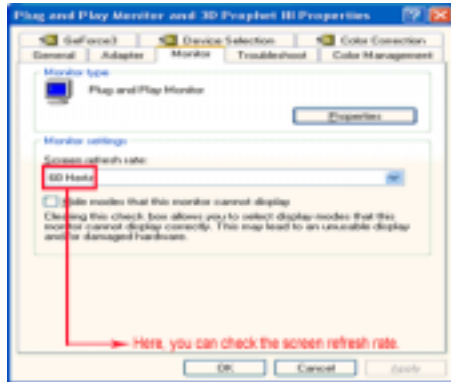 Plug and Play Monitor and 3D Prophet III Properties
GeForce3 Device Selection Color Correction
General Adapter Monitor Troubleshoot Color Management
Monitor type
Plug and Play Monitor
Properties
Monitor settings
Screen refresh rate:
60 Hertz
Hide modes that this monitor cannot display
Clearing this check box allows you to select display modes that this
monitor cannot display correctly. This may lead to an unusable display
and/or damaged hardware.
Here, you can check the screen refresh rate.
OK Cancel Apply